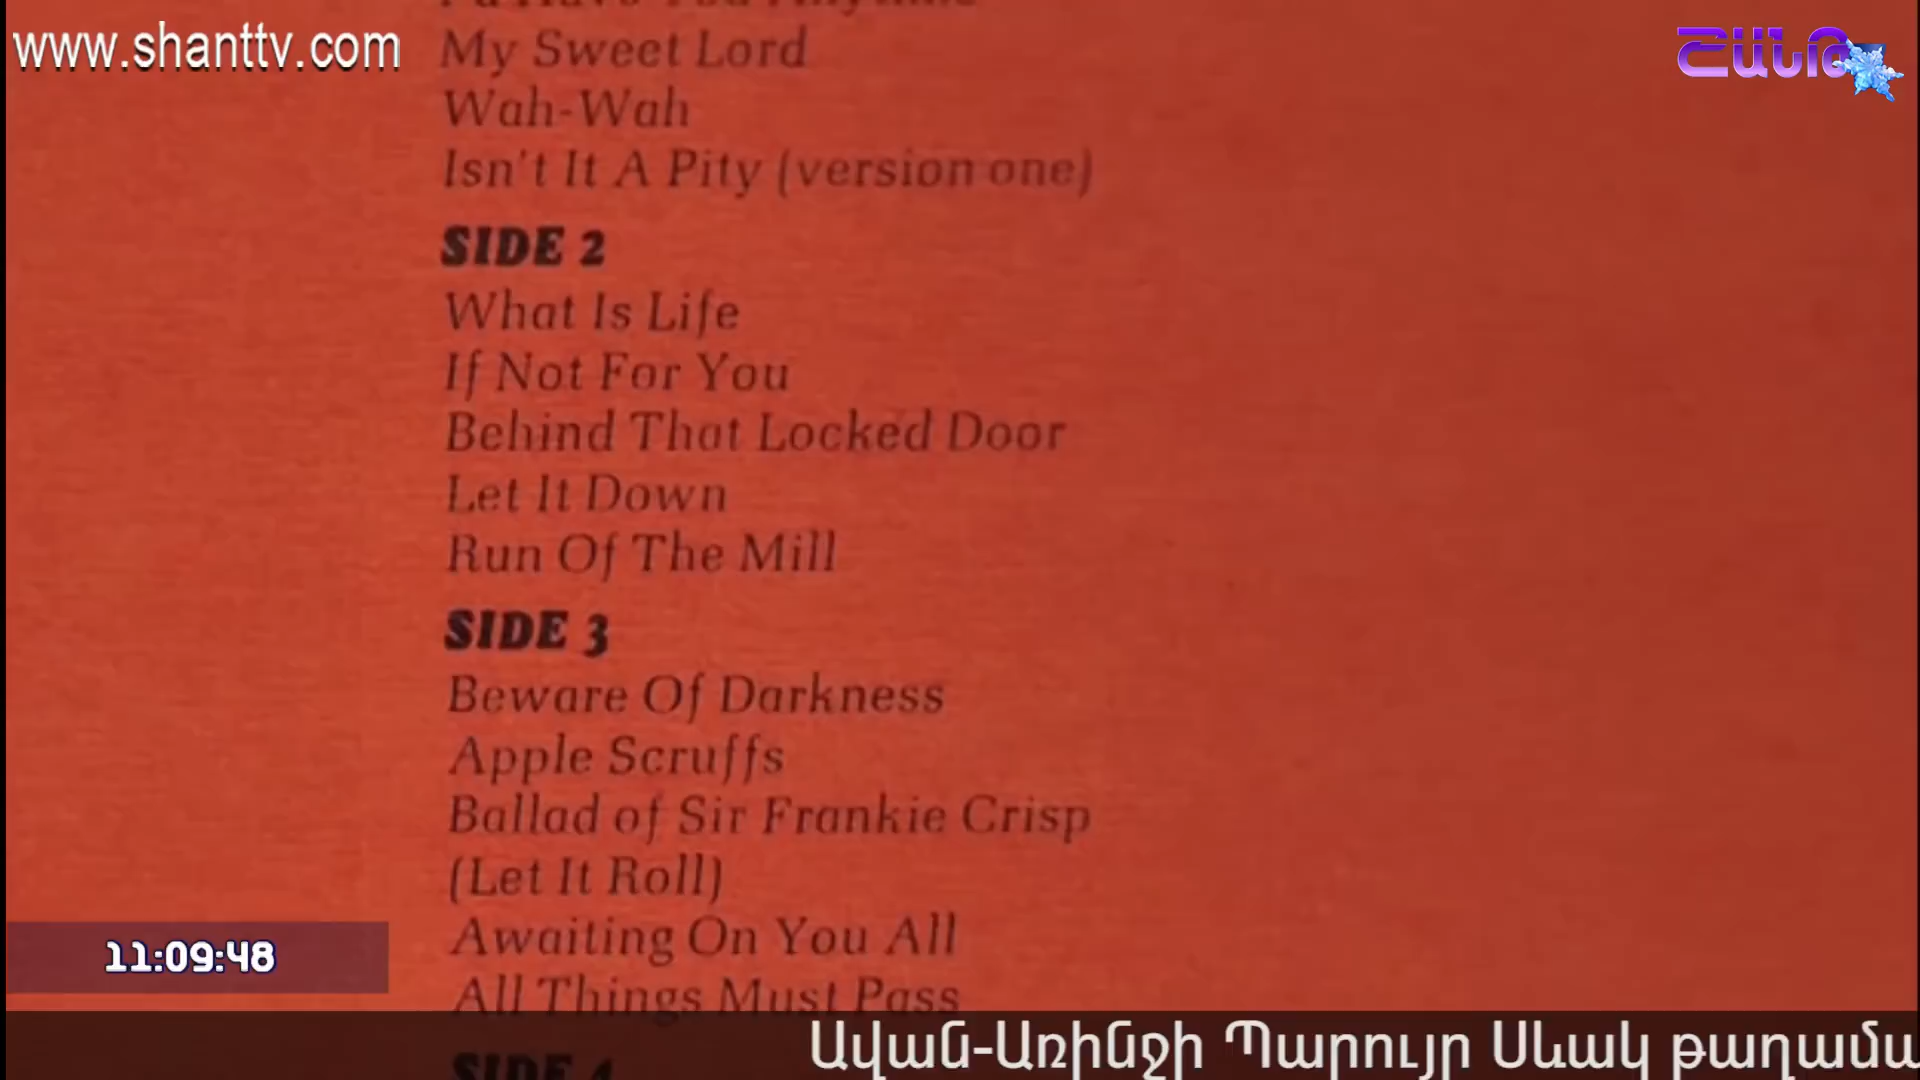 www.shanttv.com
Շանթ
My Sweet Lord
Wah-Wah
Isn't It A Pity (version one)
SIDE 2
What Is Life
If Not For You
Behind That Locked Door
Let It Down
Run Of The Mill
SIDE 3
Beware Of Darkness
Apple Scruffs
Ballad of Sir Frankie Crisp
(Let It Roll)
Awaiting On You All
All Things Must Pass
SIDE 4
11:09:48
Ավան-Առինջի Պարույր Սևակ թաղամա